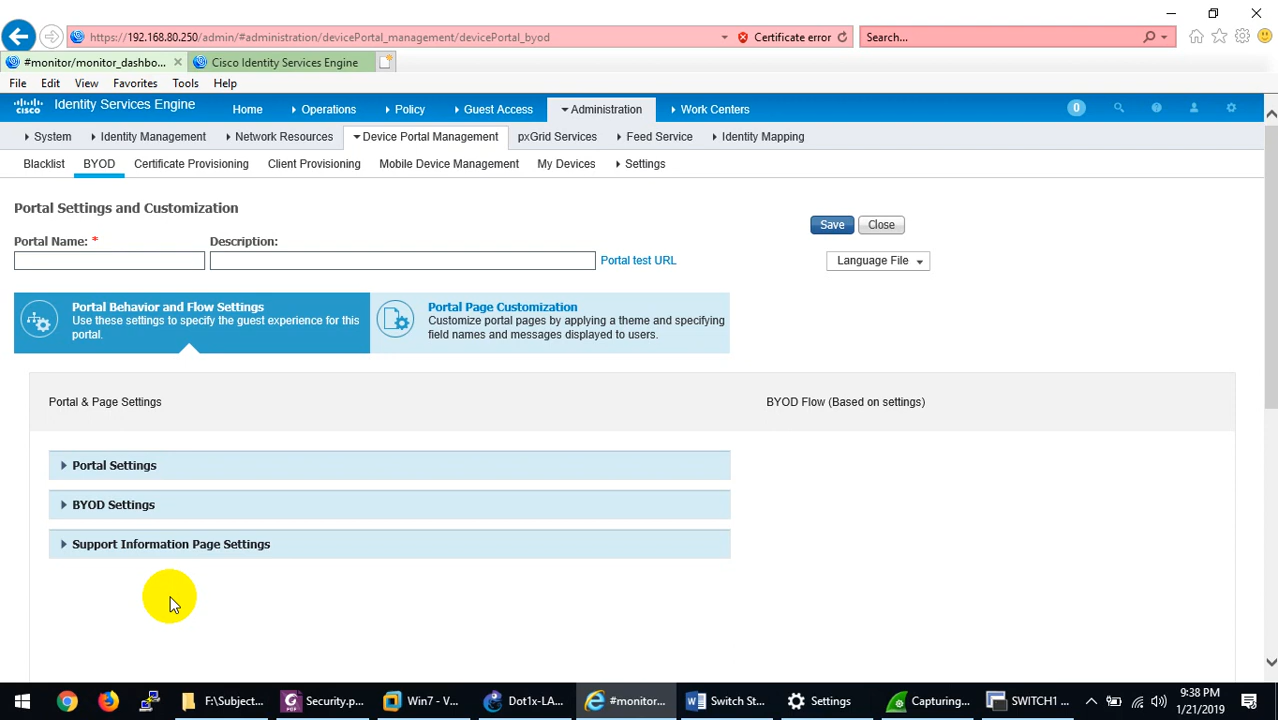 https://192.168.80.250/admin/#administration/devicePortal_management/devicePortal_byod
Certificate error
Search...
#monitor/monitor_dashbo...
Cisco Identity Services Engine
File Edit View Favorites Tools Help
cisco Identity Services Engine
Home Operations Policy Guest Access Administration Work Centers
0
System Identity Management Network Resources Device Portal Management pxGrid Services Feed Service Identity Mapping
Blacklist BYOD Certificate Provisioning Client Provisioning Mobile Device Management My Devices Settings
Portal Settings and Customization
Save Close
Portal Name: * Description:
Portal test URL
Language File
Portal Behavior and Flow Settings
Use these settings to specify the guest experience for this
portal.
Portal Page Customization
Customize portal pages by applying a theme and specifying
field names and messages displayed to users.
Portal & Page Settings
BYOD Flow (Based on settings)
Portal Settings
BYOD Settings
Support Information Page Settings
F:\Subject... Security.p... Win7 - V... Dot1x-LA... #monitor... Switch St... Settings Capturing... SWITCH1
9:38 PM
1/21/2019